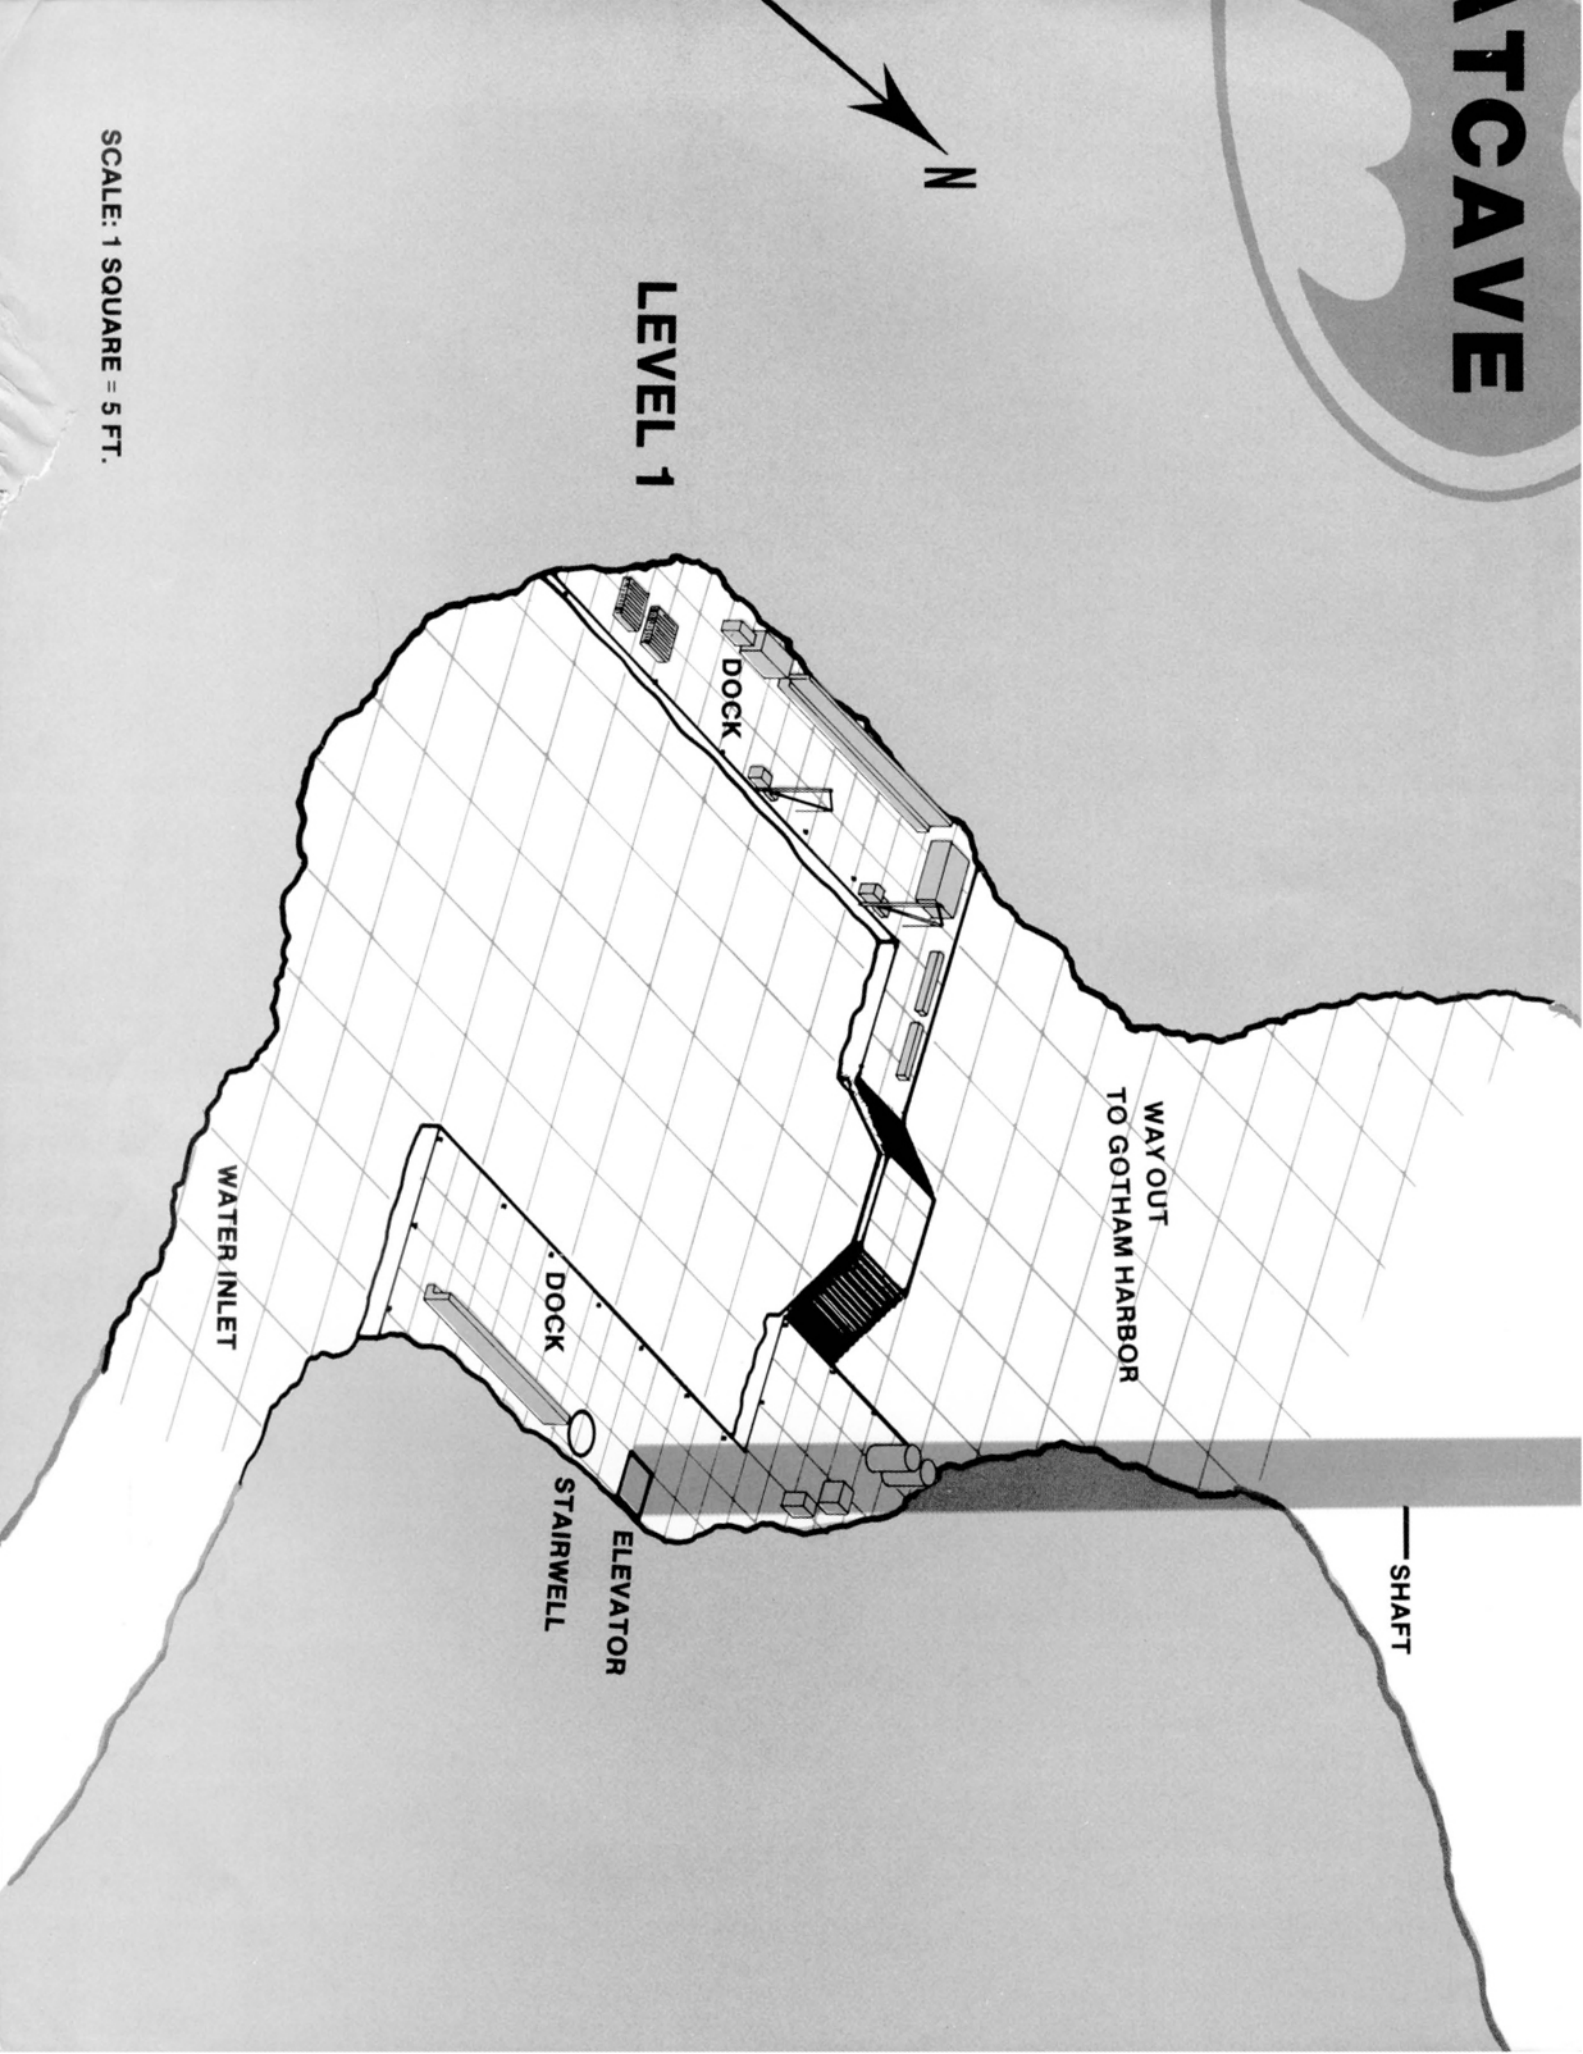 ATCAVE
SHAFT
WAY OUT
TO GOTHAM HARBOR
N
DOCK
LEVEL 1
ELEVATOR
STAIRWELL
DOCK
WATER INLET
SCALE: 1 SQUARE = 5 FT.